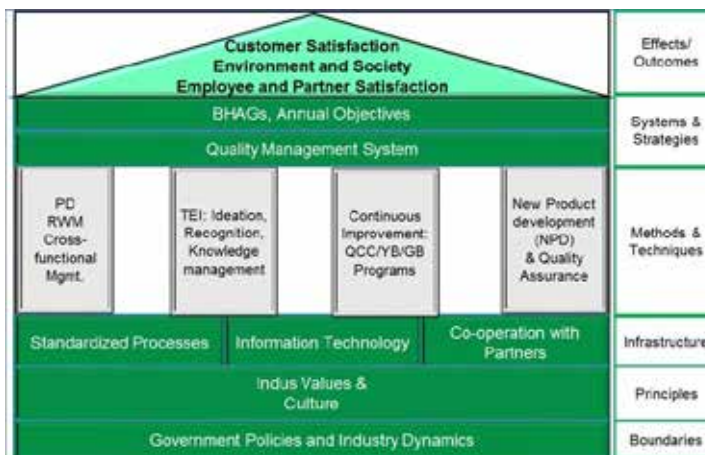 Customer Satisfaction
Environment and Society
Employee and Partner Satisfaction
Effects/
Outcomes
BHAGs, Annual Objectives
Quality Management System
Systems &
Strategies
PD
RWM
Cross-
functional
Mgmt.
TEI: Ideation,
Recognition,
Knowledge
management
Continuous
Improvement:
QCC/YB/GB
Programs
New Product
development
(NPD)
& Quality
Assurance
Methods &
Techniques
Standardized Processes
Information Technology
Co-operation with
Partners
Infrastructure
Indus Values &
Culture
Principles
Government Policies and Industry Dynamics
Boundaries